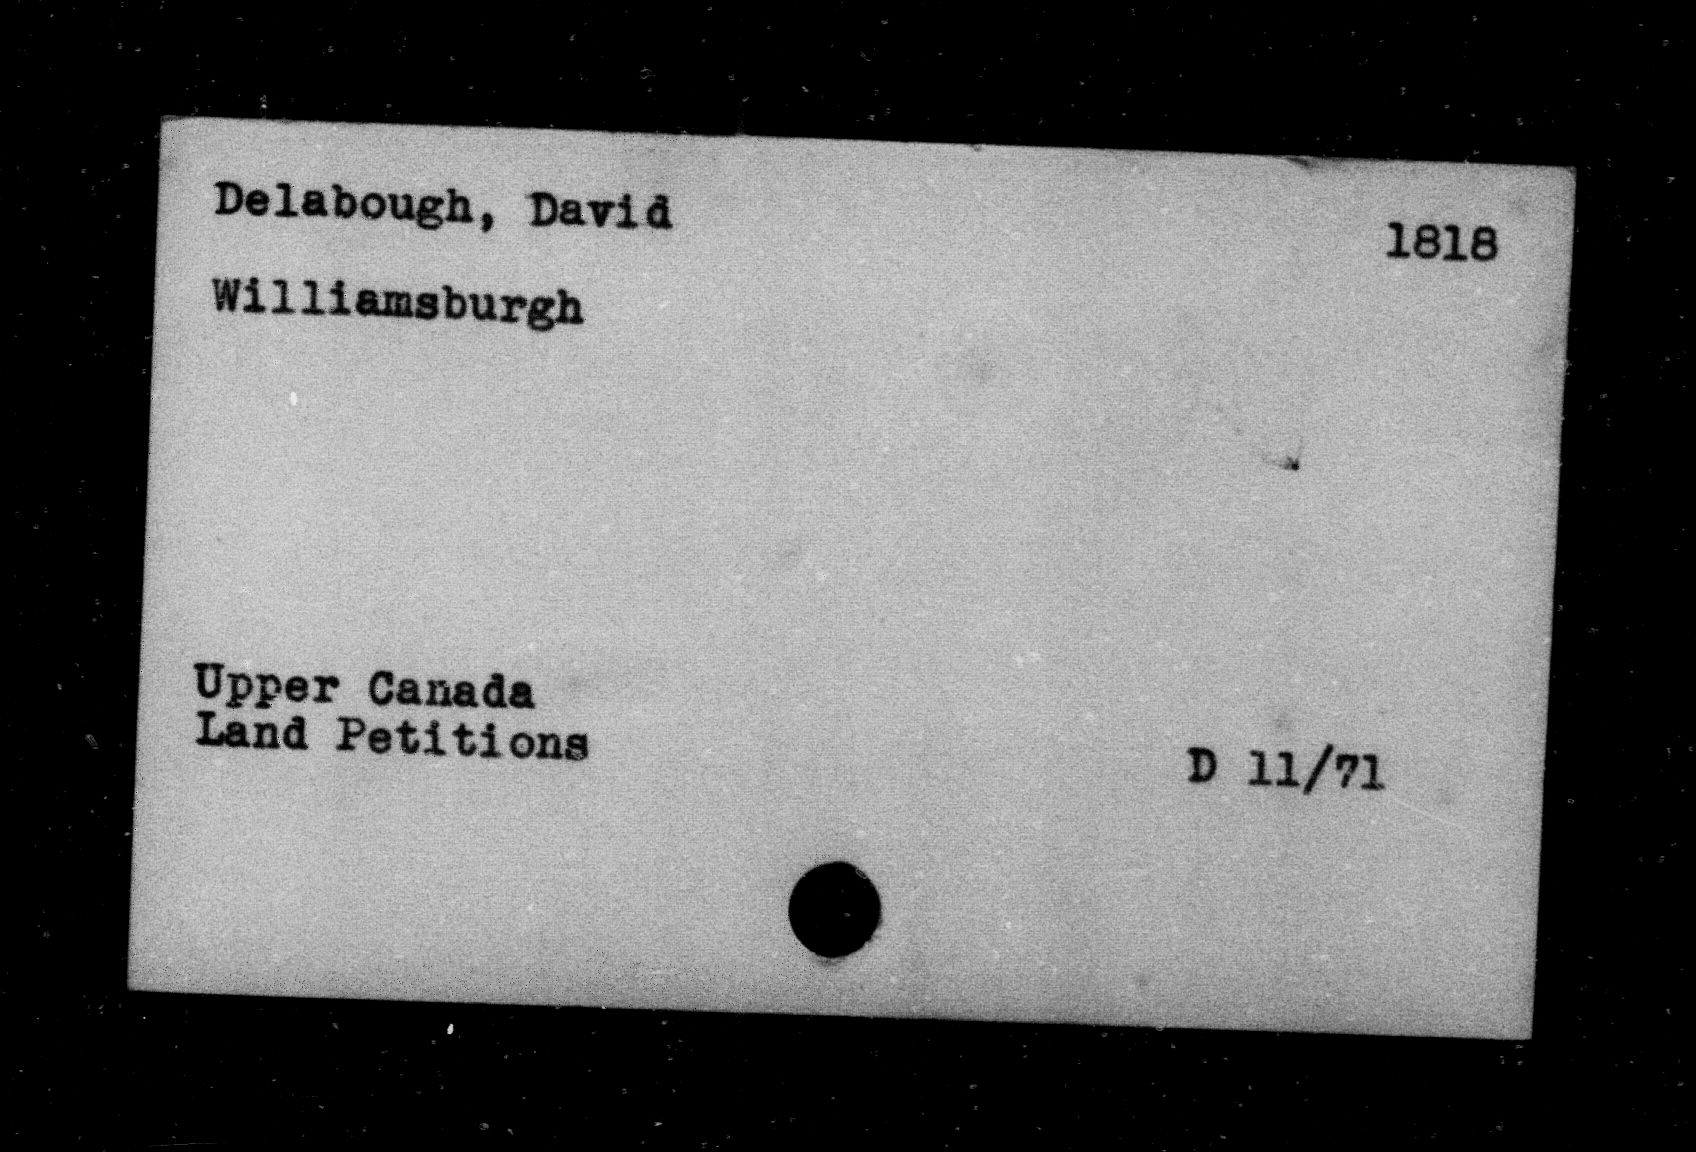 Delabough, David
1818
Williamsburgh
Upper Canada
Land Petitions
D 11/71